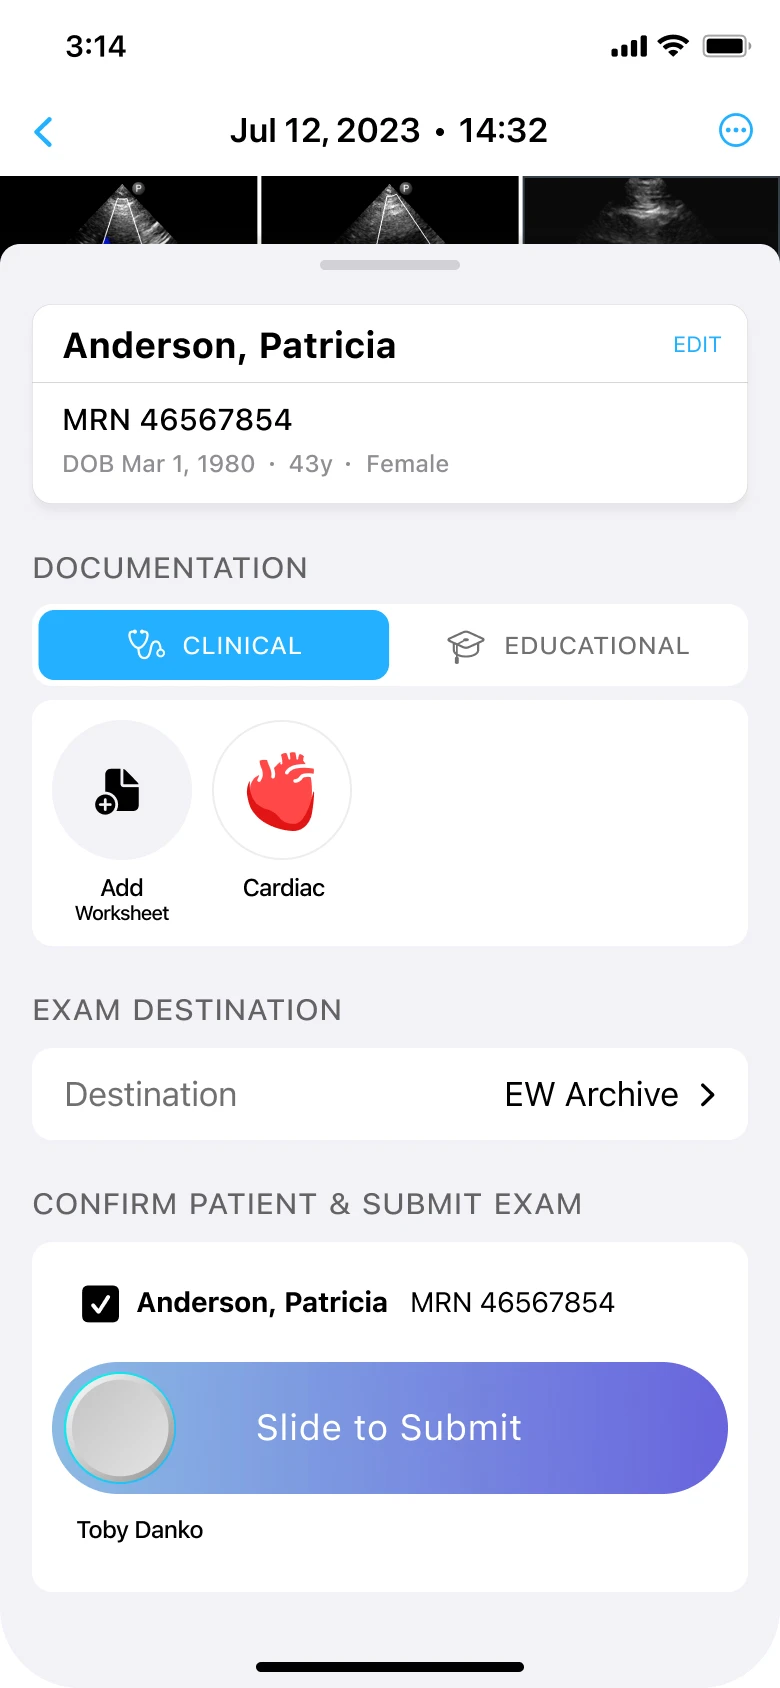 3:14
Jul 12, 2023 • 14:32
P
P
Anderson, Patricia
EDIT
MRN 46567854
DOB Mar 1, 1980 · 43y · Female
DOCUMENTATION
CLINICAL
EDUCATIONAL
Add
Worksheet
Cardiac
EXAM DESTINATION
Destination
EW Archive
CONFIRM PATIENT & SUBMIT EXAM
Anderson, Patricia MRN 46567854
Slide to Submit
Toby Danko